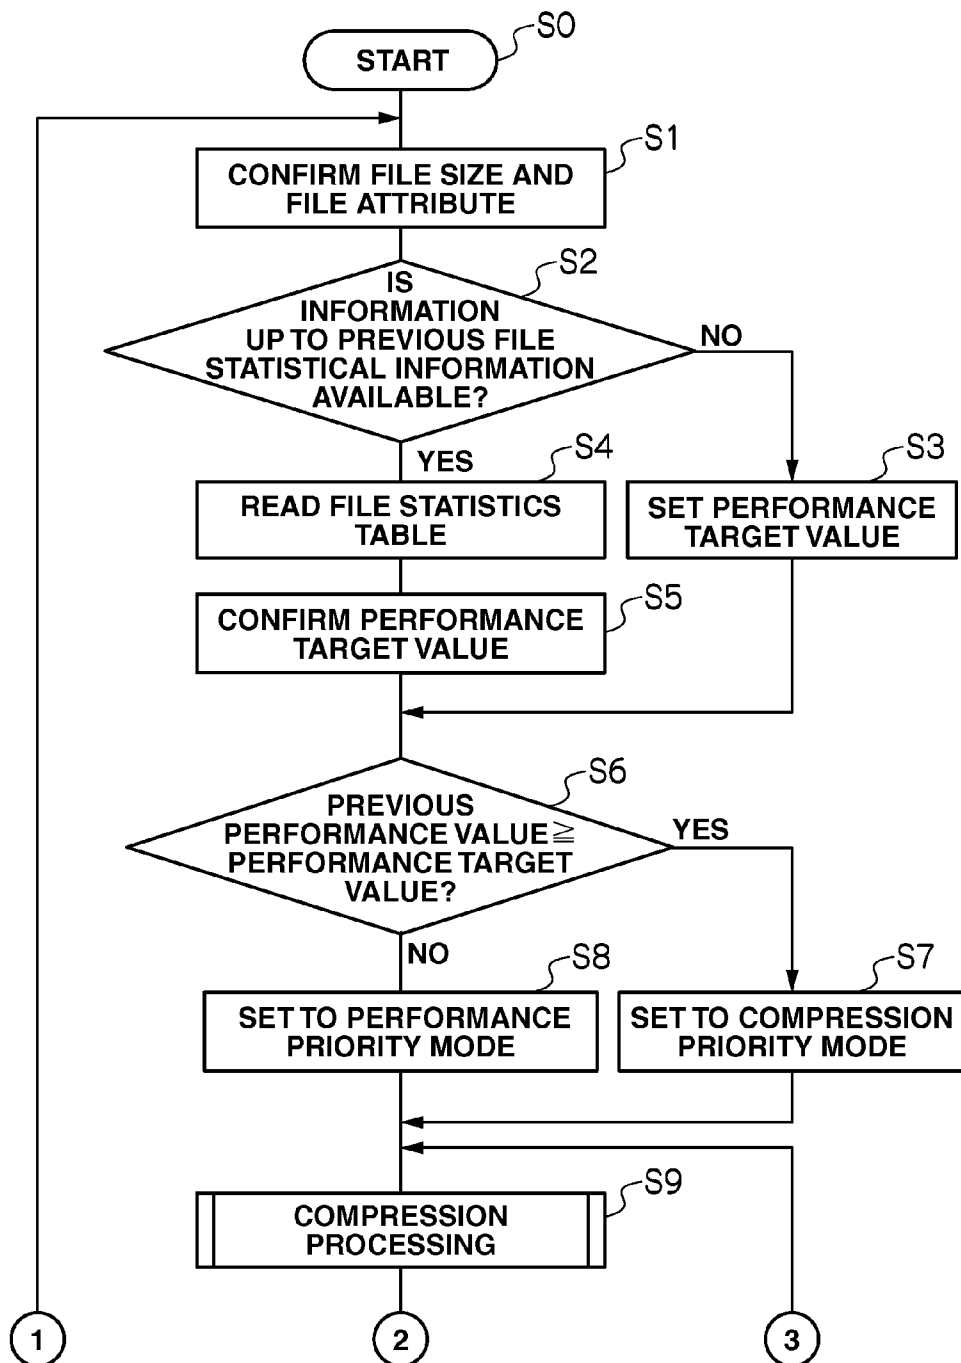 START
S0
CONFIRM FILE SIZE AND
FILE ATTRIBUTE
S1
IS
INFORMATION
UP TO PREVIOUS FILE
STATISTICAL INFORMATION
AVAILABLE?
S2
NO
YES
READ FILE STATISTICS
TABLE
S4
SET PERFORMANCE
TARGET VALUE
S3
CONFIRM PERFORMANCE
TARGET VALUE
S5
PREVIOUS
PERFORMANCE VALUE≧
PERFORMANCE TARGET
VALUE?
S6
YES
NO
SET TO PERFORMANCE
PRIORITY MODE
S8
SET TO COMPRESSION
PRIORITY MODE
S7
COMPRESSION
PROCESSING
S9
1
2
3